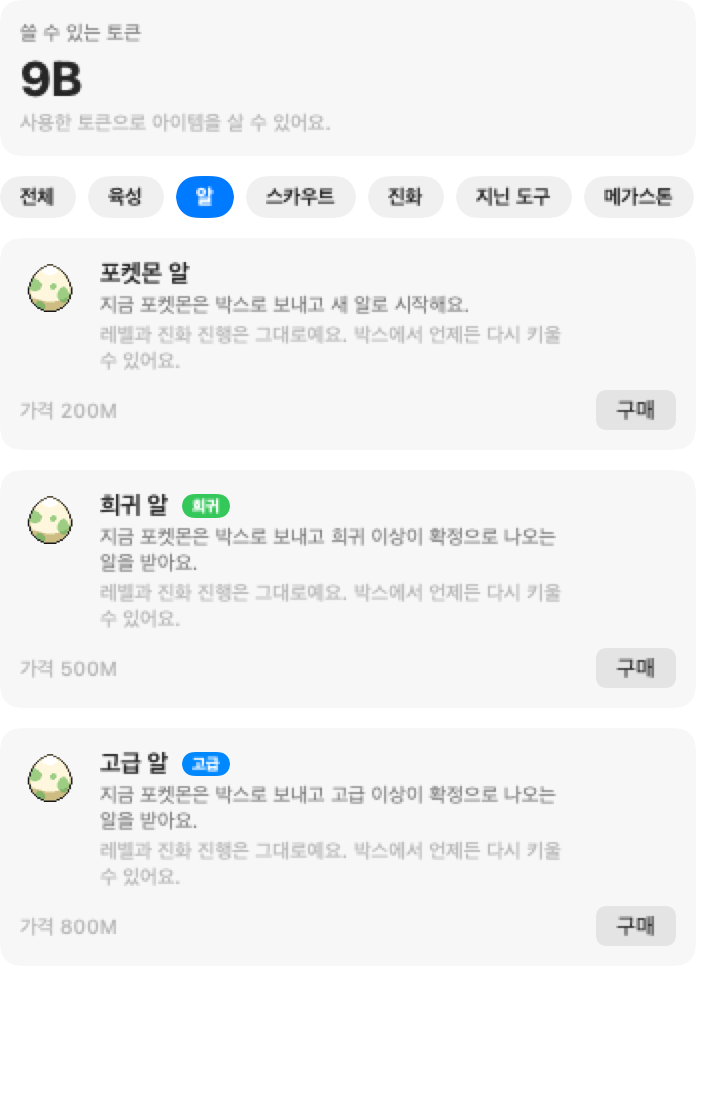 쓸 수 있는 토큰
9B
사용한 토큰으로 아이템을 살 수 있어요.
전체 육성 알 스카우트 진화 지닌 도구 메가스톤
포켓몬 알
지금 포켓몬은 박스로 보내고 새 알로 시작해요.
레벨과 진화 진행은 그대로예요. 박스에서 언제든 다시 키울
수 있어요.
가격 200M 구매
희귀 알 희귀
지금 포켓몬은 박스로 보내고 희귀 이상이 확정으로 나오는
알을 받아요.
레벨과 진화 진행은 그대로예요. 박스에서 언제든 다시 키울
수 있어요.
가격 500M 구매
고급 알 고급
지금 포켓몬은 박스로 보내고 고급 이상이 확정으로 나오는
알을 받아요.
레벨과 진화 진행은 그대로예요. 박스에서 언제든 다시 키울
수 있어요.
가격 800M 구매